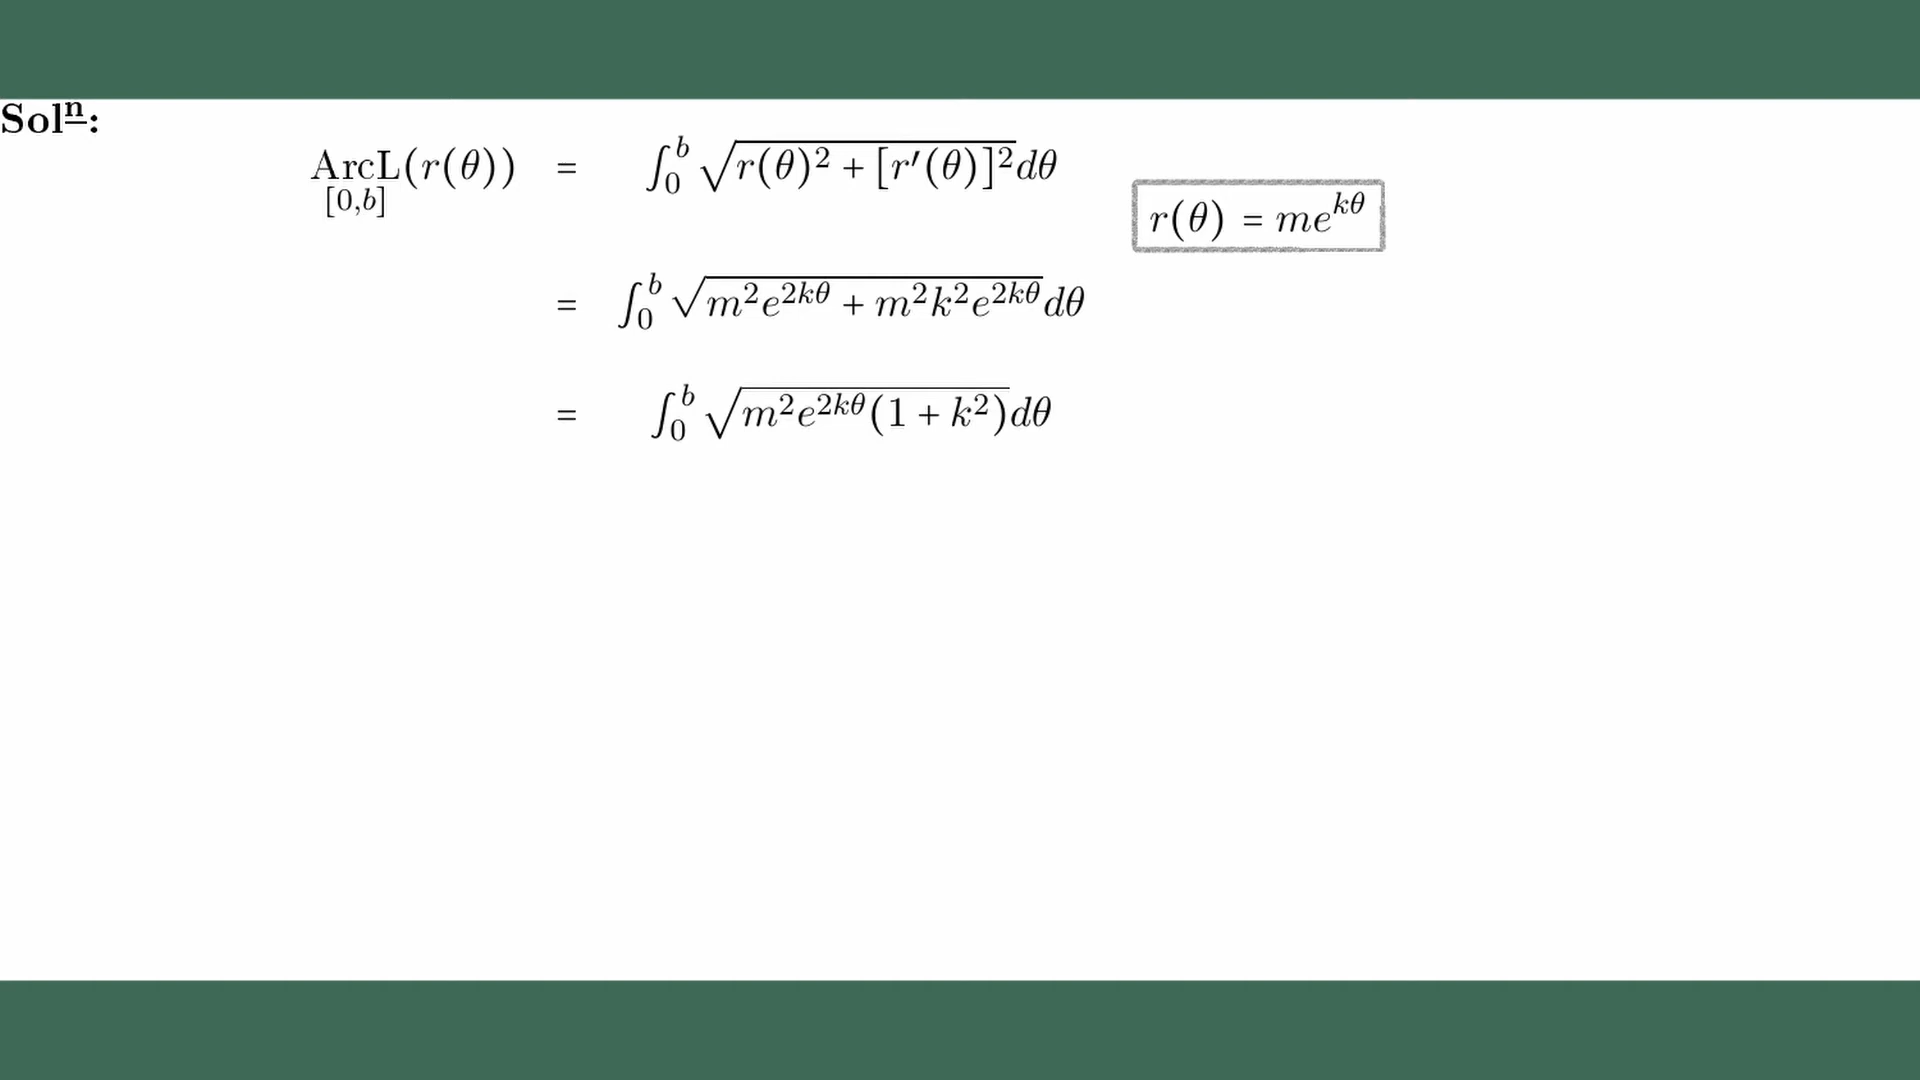 Solⁿ:
ArcL(r(θ)) = ∫₀ᵇ √(r(θ)² + [r′(θ)]²)dθ
[0,b]
r(θ) = me^{kθ}
= ∫₀ᵇ √(m²e^{2kθ} + m²k²e^{2kθ})dθ
= ∫₀ᵇ √(m²e^{2kθ}(1 + k²))dθ